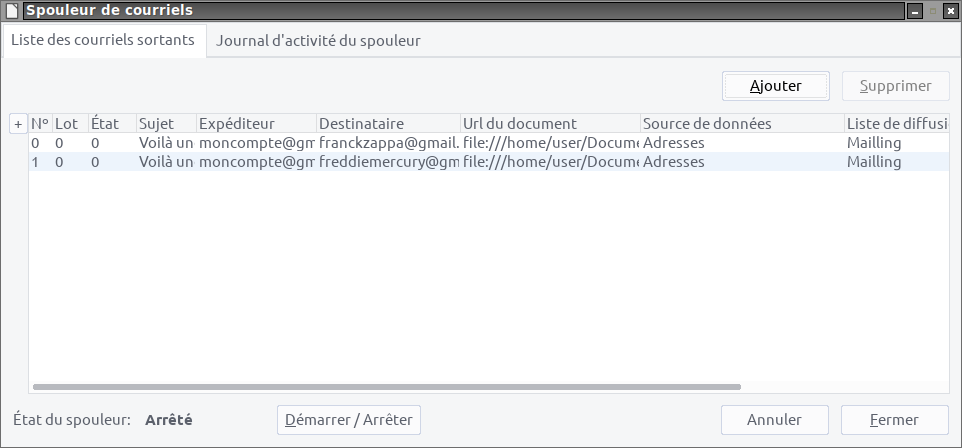 Spouleur de courriels
Liste des courriels sortants Journal d'activité du spouleur
Ajouter Supprimer
+ Nº Lot État Sujet Expéditeur Destinataire Url du document Source de données Liste de diffusi
0 0 0 Voilà un moncompte@gm franckzappa@gmail. file:///home/user/Docume Adresses Mailling
1 0 0 Voilà un moncompte@gm freddiemercury@gm file:///home/user/Docume Adresses Mailling
État du spouleur: Arrêté Démarrer / Arrêter Annuler Fermer